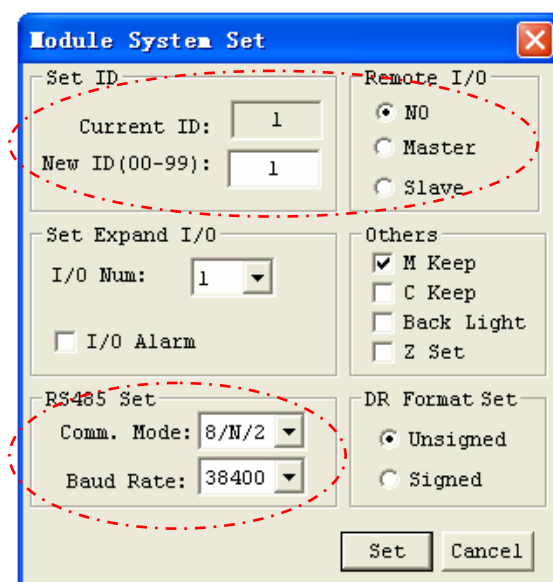 Module System Set
Set ID
Current ID: 1
New ID(00-99): 1
Remote I/O
NO
Master
Slave
Set Expand I/O
I/O Num: 1
I/O Alarm
Others
M Keep
C Keep
Back Light
Z Set
RS485 Set
Comm. Mode: 8/N/2
Baud Rate: 38400
DR Format Set
Unsigned
Signed
Set Cancel